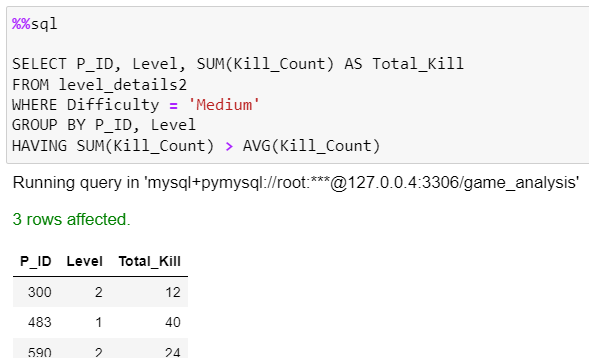 %%sql
SELECT P_ID, Level, SUM(Kill_Count) AS Total_Kill
FROM level_details2
WHERE Difficulty = 'Medium'
GROUP BY P_ID, Level
HAVING SUM(Kill_Count) > AVG(Kill_Count)
Running query in 'mysql+pymysql://root:***@127.0.0.4:3306/game_analysis'
3 rows affected.
P_ID Level Total_Kill
300 2 12
483 1 40
590 2 24